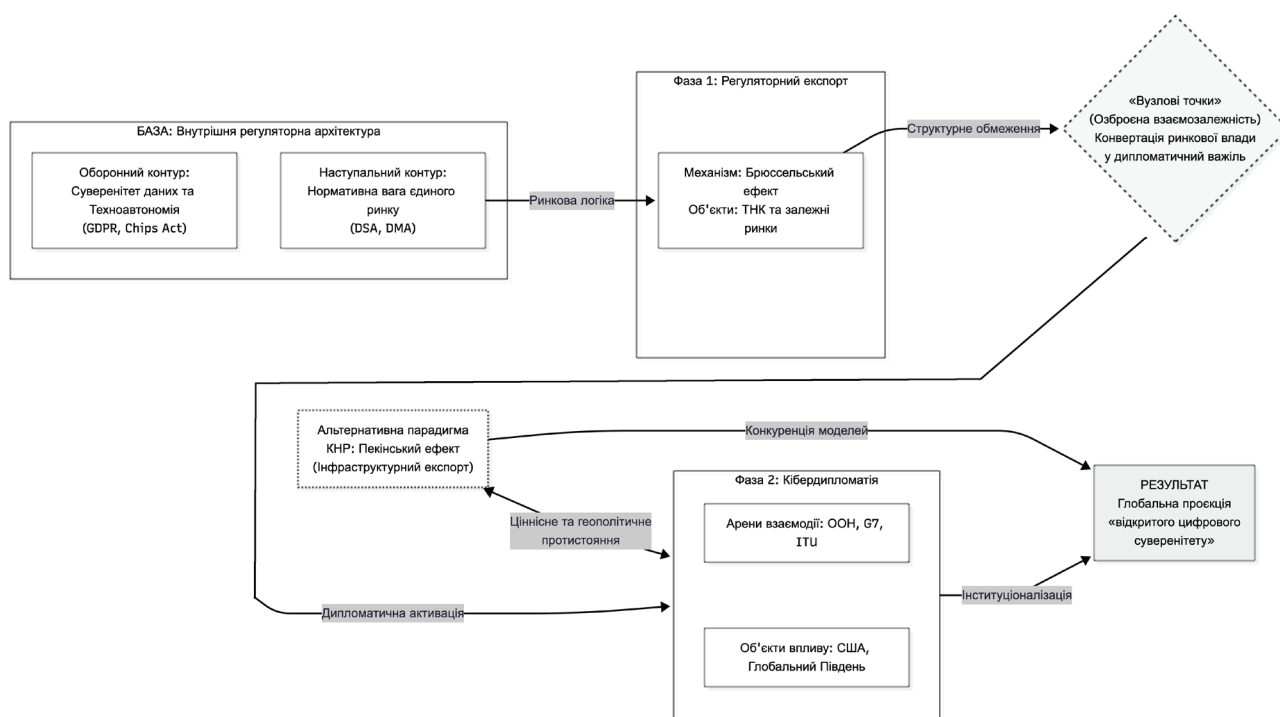 БАЗА: Внутрішня регуляторна архітектура
Оборонний контур:
Суверенітет даних та
Техноавтономія
(GDPR, Chips Act)
Наступальний контур:
Нормативна вага єдиного
ринку
(DSA, DMA)
Ринкова логіка
Фаза 1: Регуляторний експорт
Механізм: Брюссельський
ефект
Об'єкти: ТНК та залежні
ринки
Структурне обмеження
«Вузлові точки»
(Озброєна взаємозалежність)
Конвертація ринкової влади
у дипломатичний важіль
Альтернативна парадигма
КНР: Пекінський ефект
(Інфраструктурний експорт)
Конкуренція моделей
Ціннісне та геополітичне
протистояння
Дипломатична активація
Фаза 2: Кібердипломатія
Арени взаємодії: ООН, G7,
ITU
Об'єкти впливу: США,
Глобальний Південь
Інституціоналізація
РЕЗУЛЬТАТ
Глобальна проєкція
«відкритого цифрового
суверенітету»